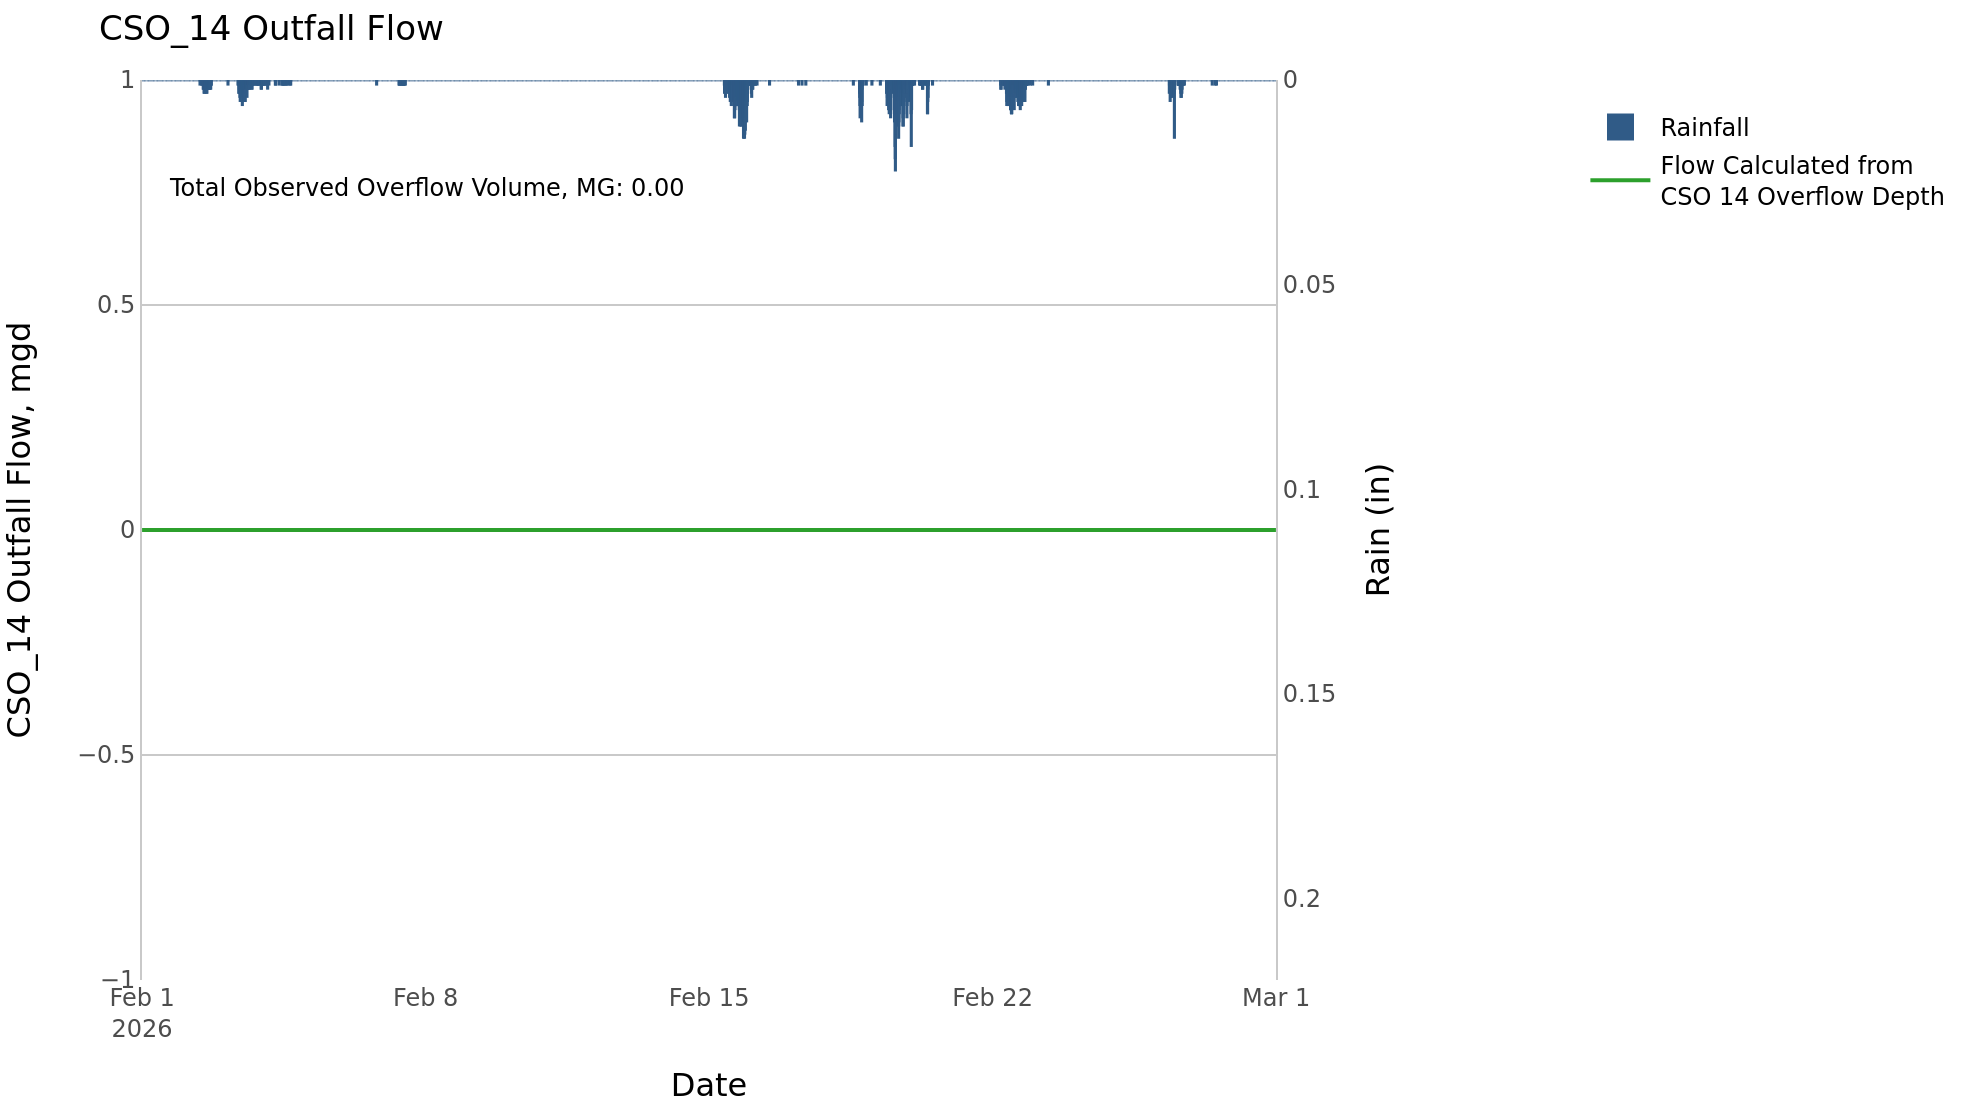 CSO_14 Outfall Flow
1
0.5
0
−0.5
−1
CSO_14 Outfall Flow, mgd
Total Observed Overflow Volume, MG: 0.00
0
0.05
0.1
0.15
0.2
Rain (in)
Rainfall
Flow Calculated from
CSO 14 Overflow Depth
Feb 1
2026
Feb 8
Feb 15
Feb 22
Mar 1
Date